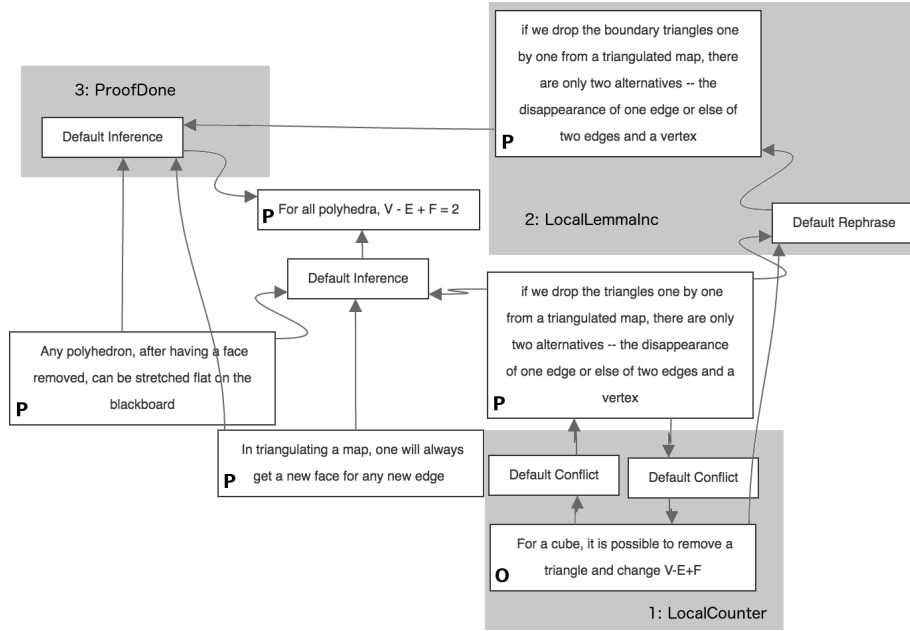 if we drop the boundary triangles one
by one from a triangulated map, there
are only two alternatives -- the
disappearance of one edge or else of
two edges and a vertex
P
3: ProofDone
Default Inference
P For all polyhedra, V - E + F = 2
2: LocalLemmaInc
Default Rephrase
Default Inference
if we drop the triangles one by one
from a triangulated map, there are only
two alternatives -- the disappearance
of one edge or else of two edges and a
vertex
P
Any polyhedron, after having a face
removed, can be stretched flat on the
blackboard
P
In triangulating a map, one will always
get a new face for any new edge
P
Default Conflict
Default Conflict
For a cube, it is possible to remove a
triangle and change V-E+F
O
1: LocalCounter